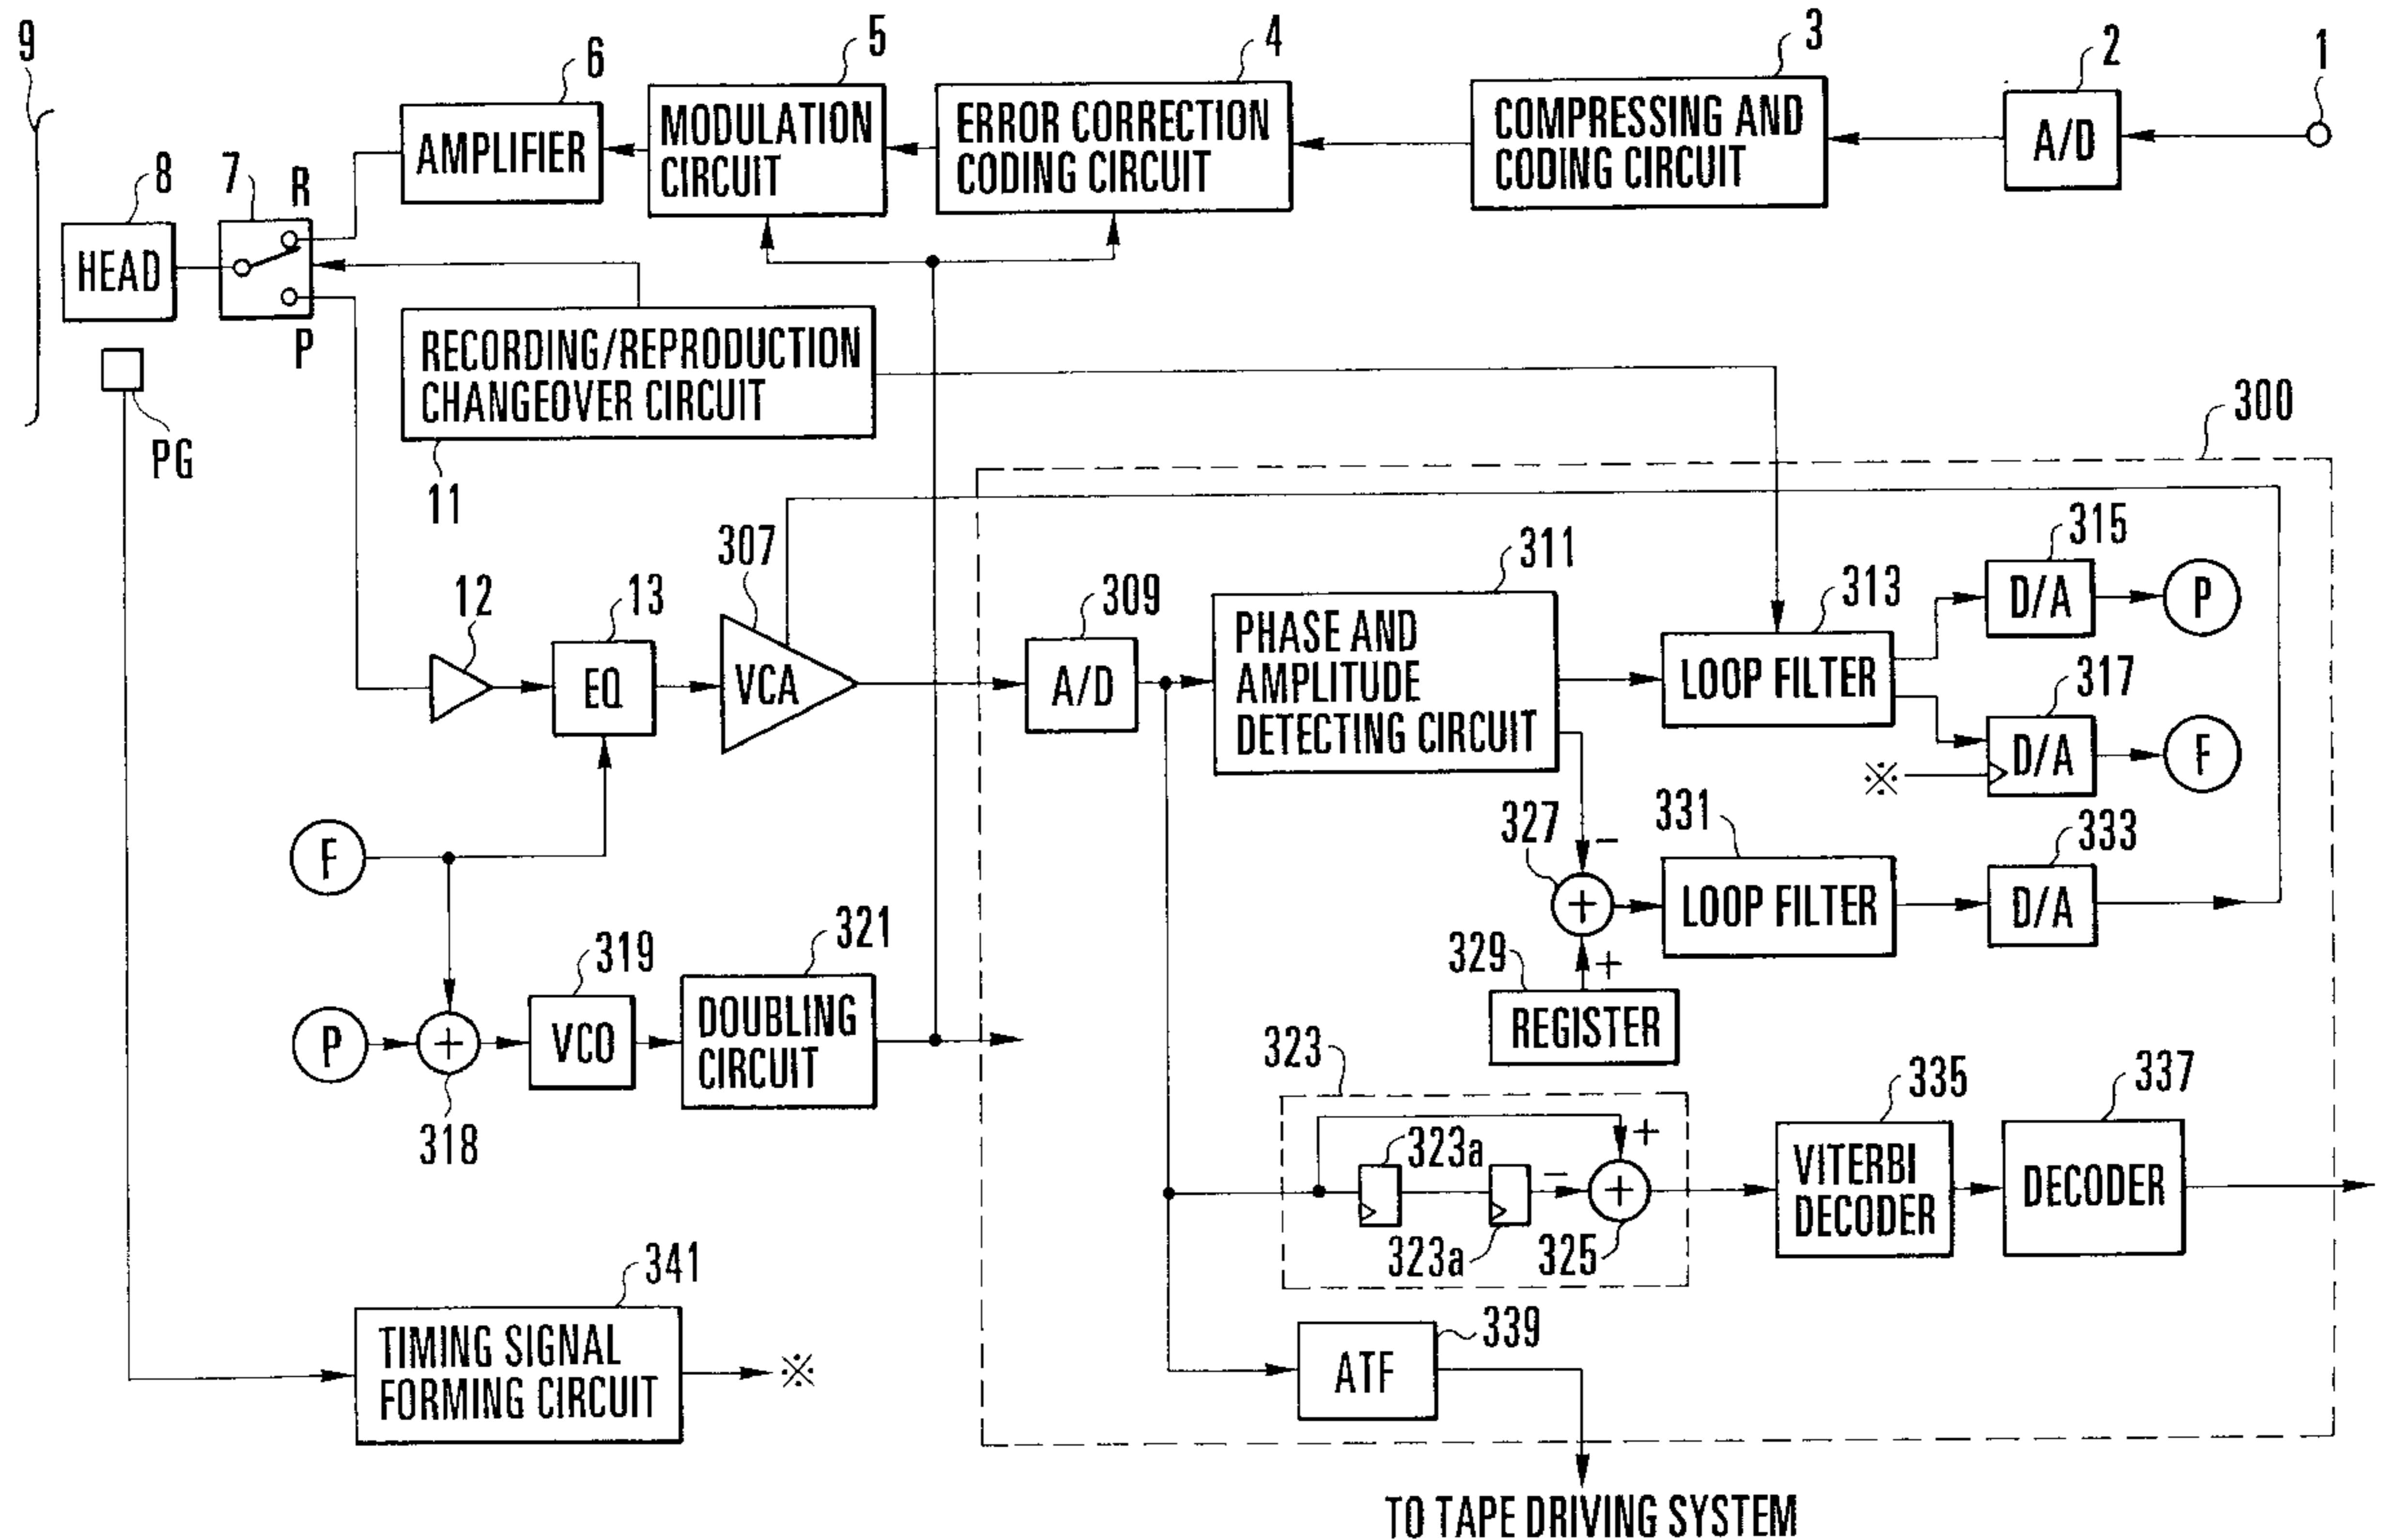 9
6
5
4
3
2
1
AMPLIFIER
MODULATION
CIRCUIT
ERROR CORRECTION
CODING CIRCUIT
COMPRESSING AND
CODING CIRCUIT
A/D
8
7
R
HEAD
P
PG
RECORDING/REPRODUCTION
CHANGEOVER CIRCUIT
11
300
12
13
307
309
311
313
315
317
EQ
VCA
A/D
PHASE AND
AMPLITUDE
DETECTING CIRCUIT
LOOP FILTER
D/A
P
※
D/A
F
F
327
−
331
333
+
LOOP FILTER
D/A
329
+
REGISTER
P
+
318
319
VCO
321
DOUBLING
CIRCUIT
323
323a
323a
−
+
+
325
335
VITERBI
DECODER
337
DECODER
341
TIMING SIGNAL
FORMING CIRCUIT
※
339
ATF
TO TAPE DRIVING SYSTEM